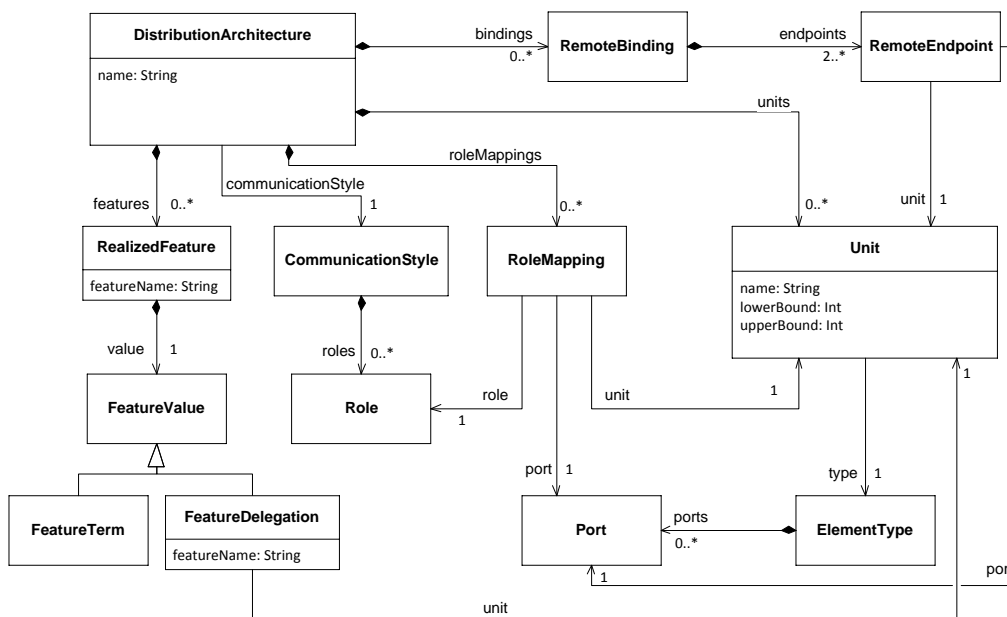 DistributionArchitecture
name: String
bindings
0..*
RemoteBinding
endpoints
2..*
RemoteEndpoint
units
0..*
roleMappings
0..*
communicationStyle
1
features
0..*
unit
1
RealizedFeature
featureName: String
CommunicationStyle
RoleMapping
Unit
name: String
lowerBound: Int
upperBound: Int
value
1
roles
0..*
FeatureValue
Role
role
1
unit
1
1
port
1
type
1
FeatureTerm
FeatureDelegation
featureName: String
Port
ports
0..*
ElementType
1
por
unit